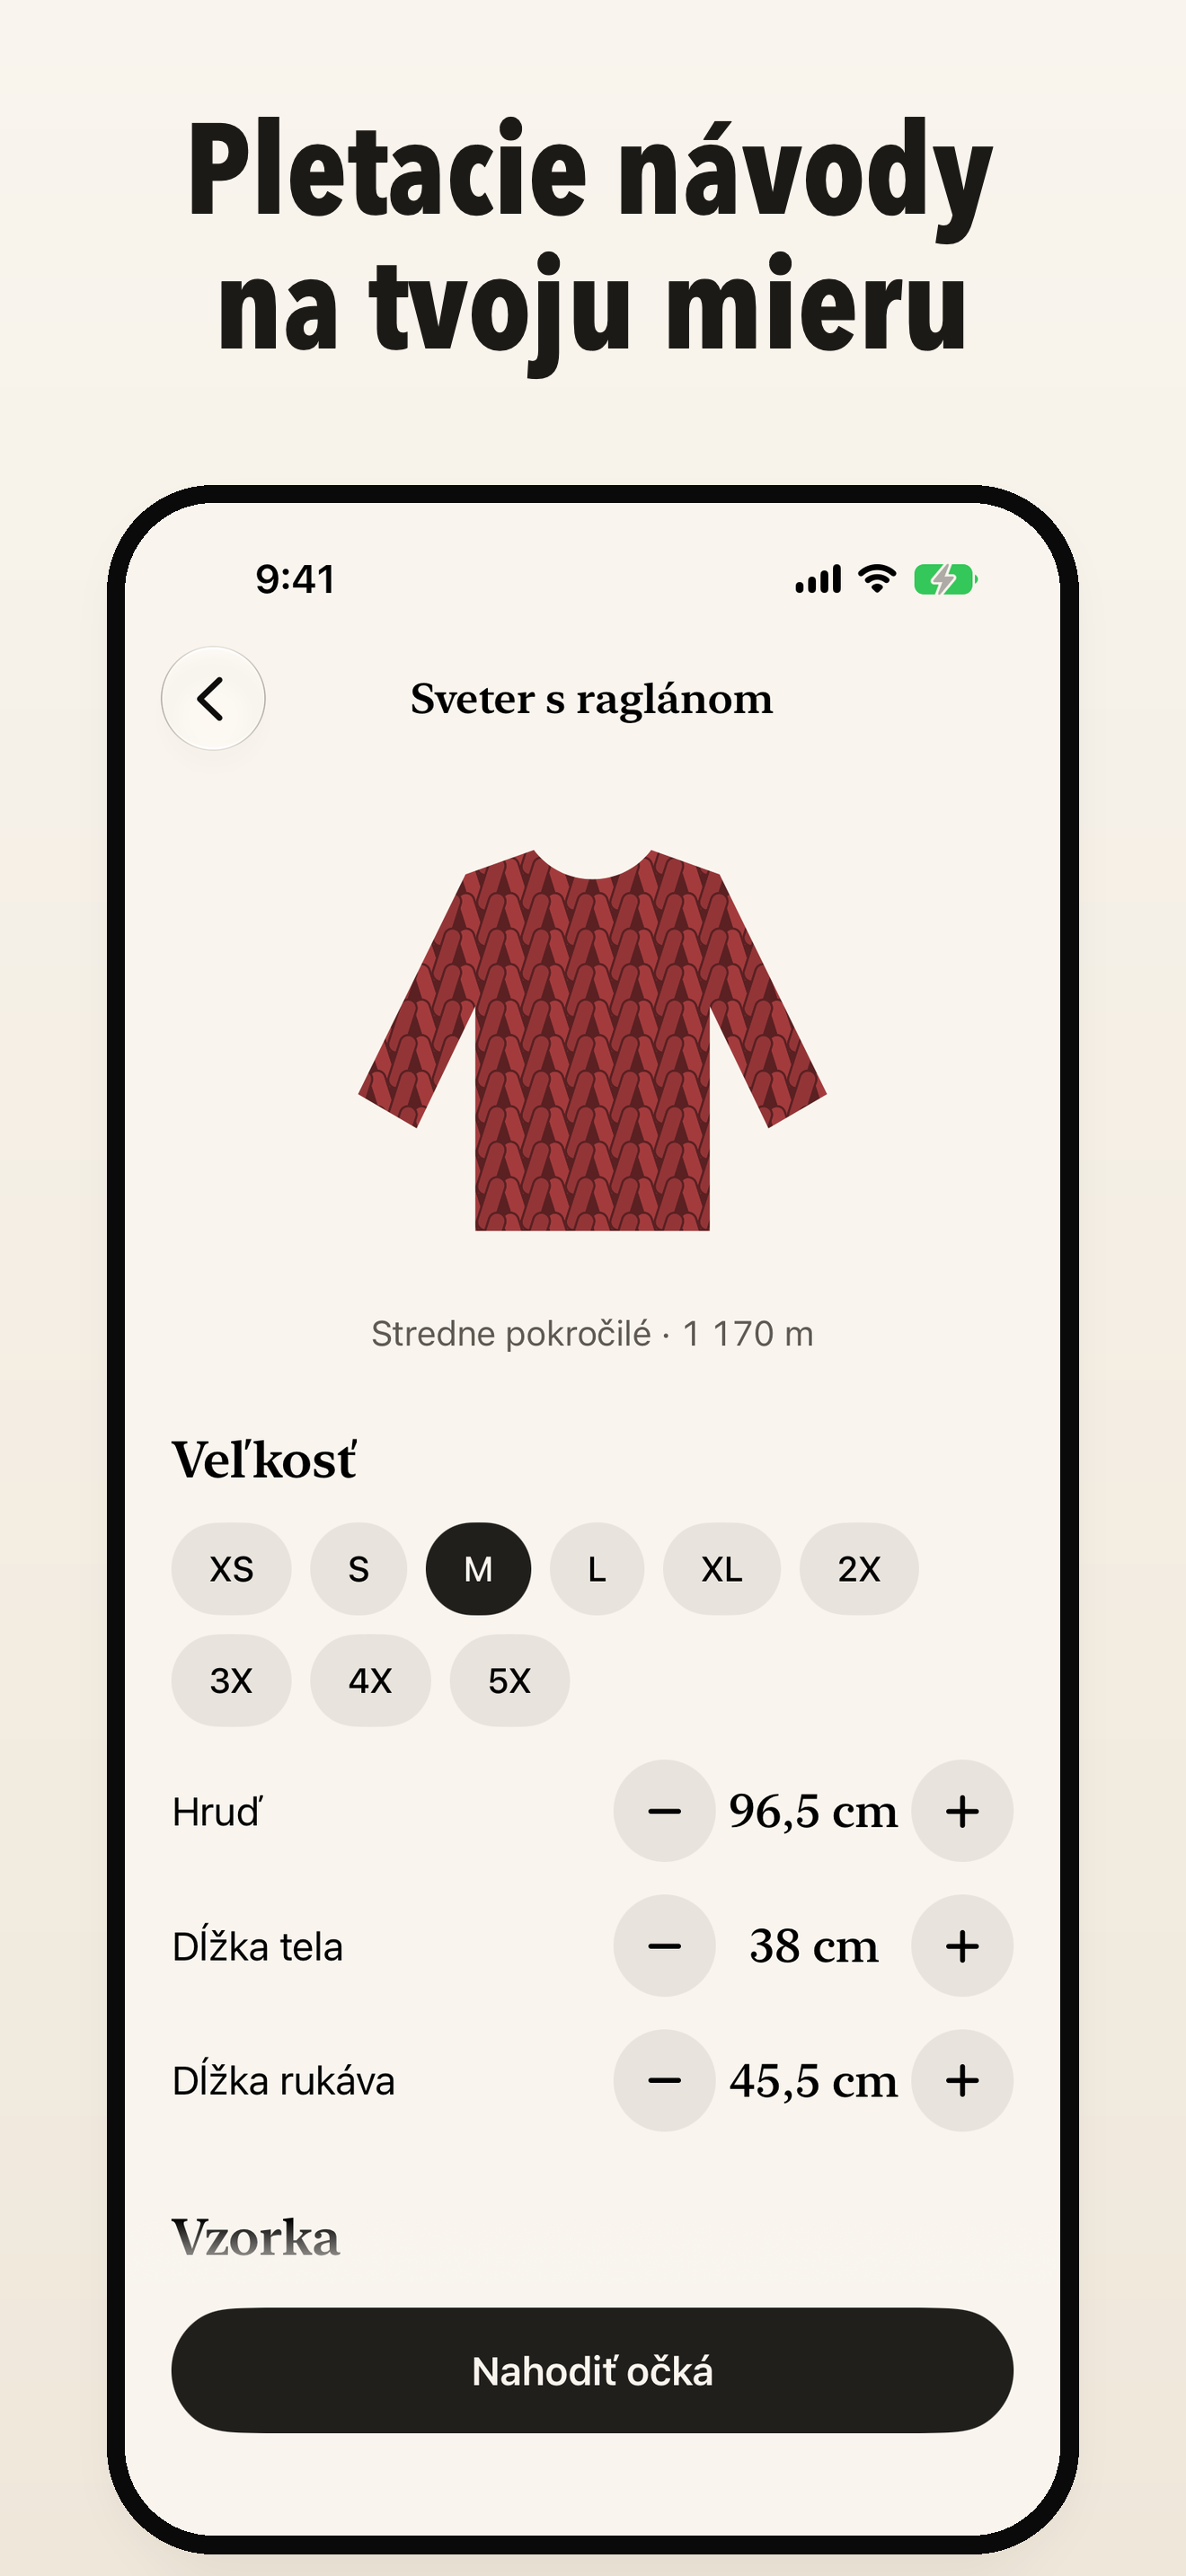 Pletacie návody
na tvoju mieru
9:41
Sveter s raglánom
Stredne pokročilé · 1 170 m
Veľkosť
XS S M L XL 2X
3X 4X 5X
Hruď − 96,5 cm +
Dĺžka tela − 38 cm +
Dĺžka rukáva − 45,5 cm +
Vzorka
Nahodiť očká